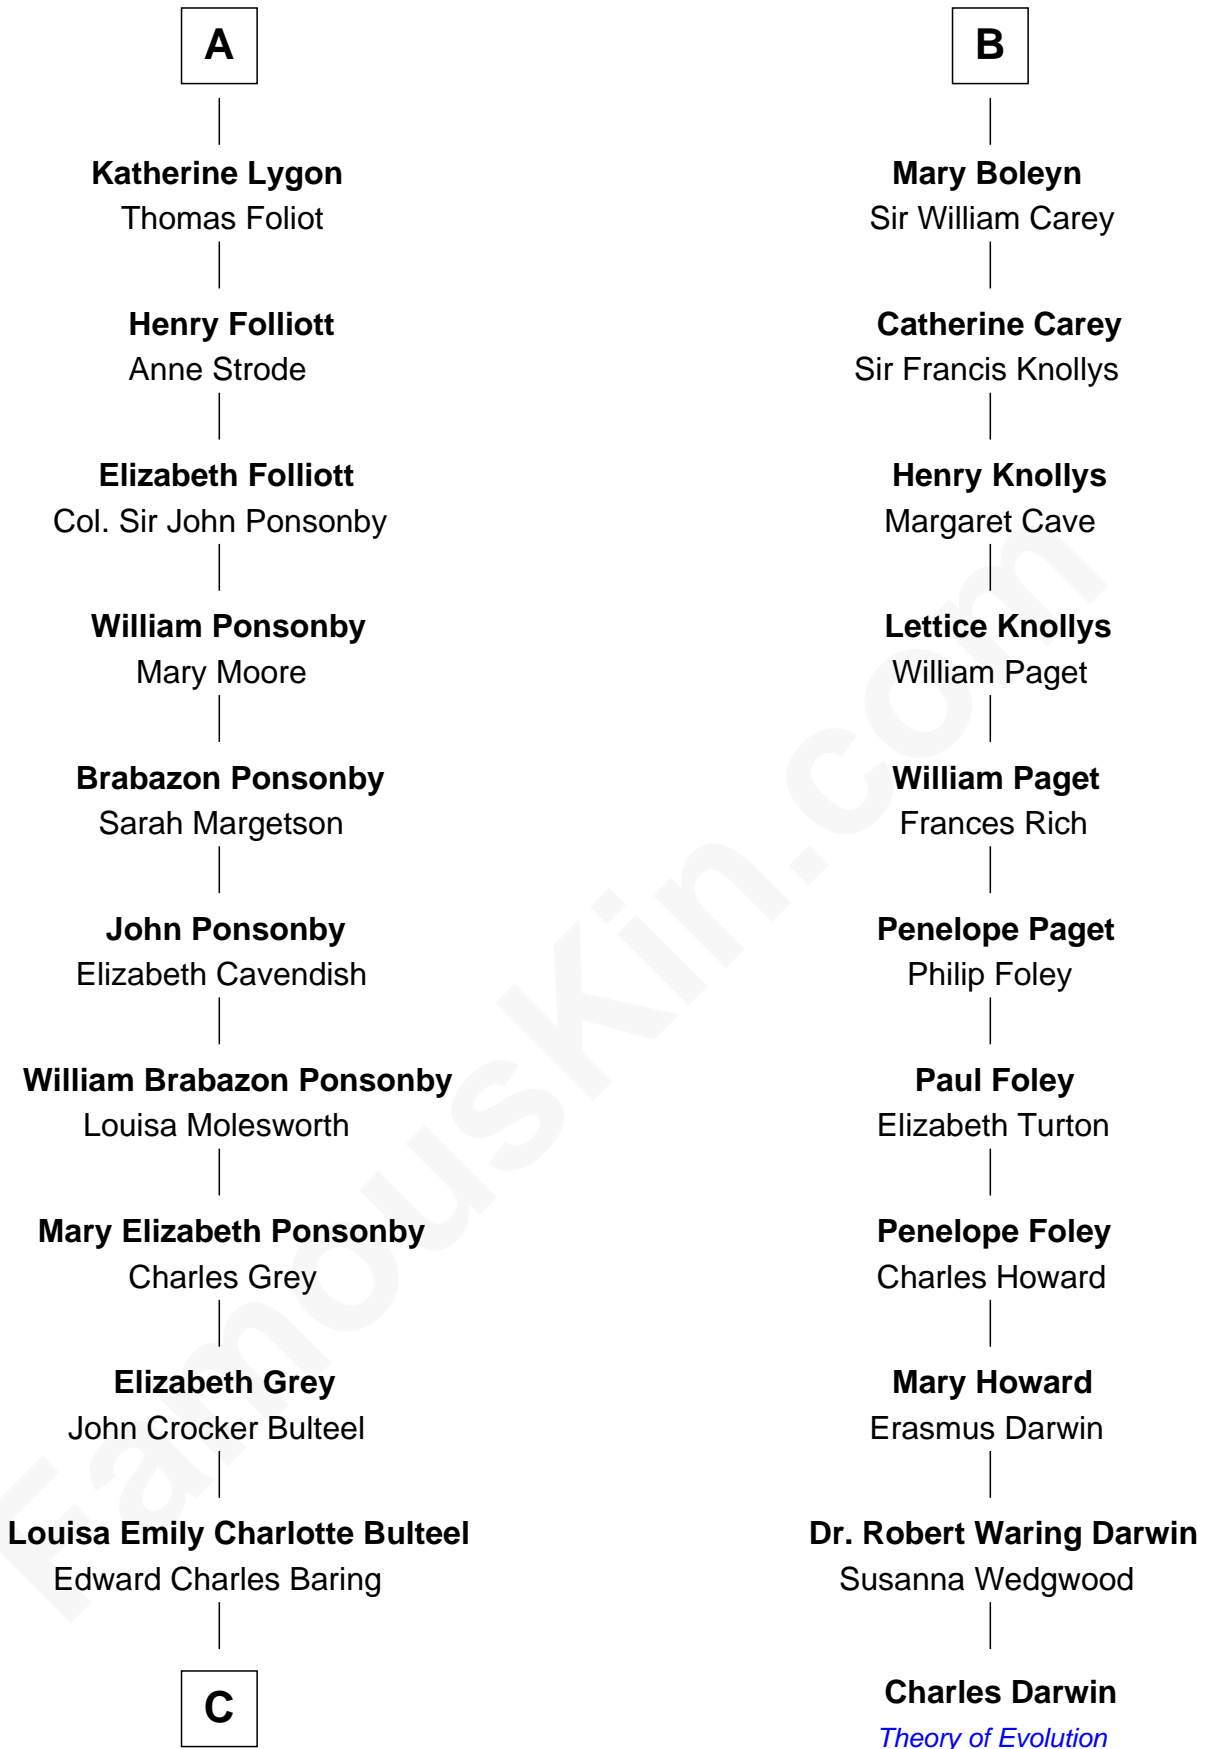 A
Katherine Lygon
Thomas Foliot
Henry Folliott
Anne Strode
Elizabeth Folliott
Col. Sir John Ponsonby
William Ponsonby
Mary Moore
Brabazon Ponsonby
Sarah Margetson
John Ponsonby
Elizabeth Cavendish
William Brabazon Ponsonby
Louisa Molesworth
Mary Elizabeth Ponsonby
Charles Grey
Elizabeth Grey
John Crocker Bulteel
Louisa Emily Charlotte Bulteel
Edward Charles Baring
C
B
Mary Boleyn
Sir William Carey
Catherine Carey
Sir Francis Knollys
Henry Knollys
Margaret Cave
Lettice Knollys
William Paget
William Paget
Frances Rich
Penelope Paget
Philip Foley
Paul Foley
Elizabeth Turton
Penelope Foley
Charles Howard
Mary Howard
Erasmus Darwin
Dr. Robert Waring Darwin
Susanna Wedgwood
Charles Darwin
Theory of Evolution
FamousKin.com